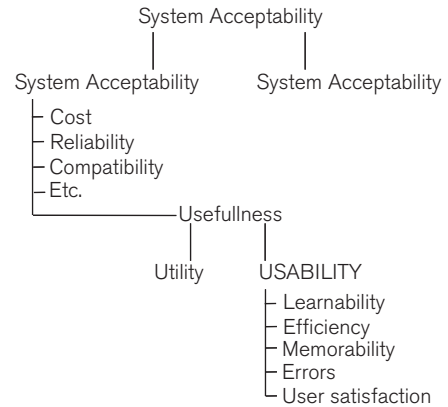 System Acceptability
System Acceptability
System Acceptability
Cost
Reliability
Compatibility
Etc.
Usefullness
Utility
USABILITY
Learnability
Efficiency
Memorability
Errors
User satisfaction